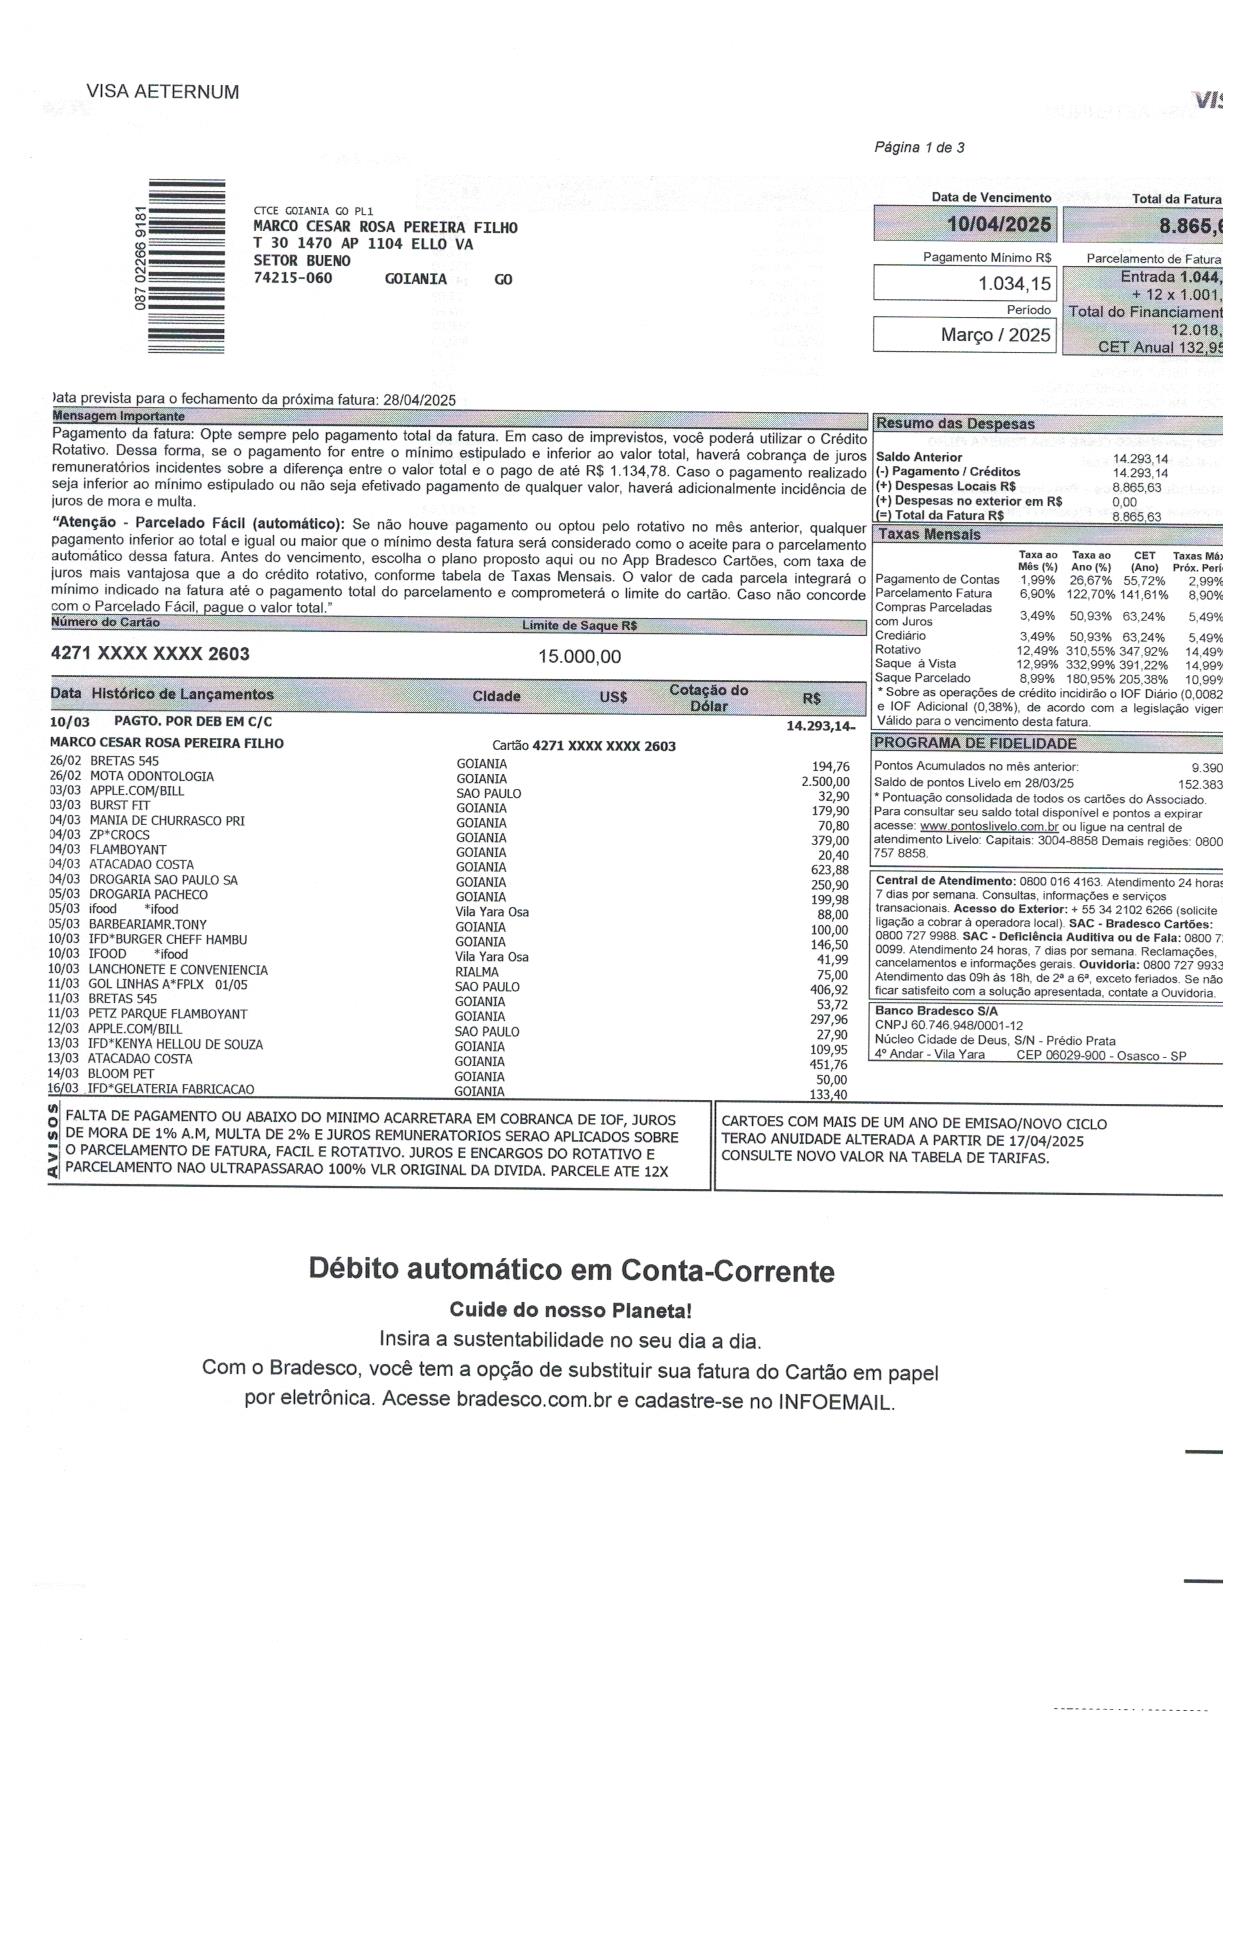 VISA AETERNUM
Página 1 de 3
087 02266 9181
CTCE GOIANIA GO PL1
MARCO CESAR ROSA PEREIRA FILHO
T 30 1470 AP 1104 ELLO VA
SETOR BUENO
74215-060 GOIANIA GO
Data de Vencimento
10/04/2025
Total da Fatura
8.865,
Pagamento Mínimo R$
1.034,15
Período
Março / 2025
Parcelamento de Fatura
Entrada 1.044,
+ 12 x 1.001,
Total do Financiament
12.018,
CET Anual 132,95
ata prevista para o fechamento da próxima fatura: 28/04/2025
Mensagem Importante
Pagamento da fatura: Opte sempre pelo pagamento total da fatura. Em caso de imprevistos, você poderá utilizar o Crédito
Rotativo. Dessa forma, se o pagamento for entre o mínimo estipulado e inferior ao valor total, haverá cobrança de juros
remuneratórios incidentes sobre a diferença entre o valor total e o pago de até R$ 1.134,78. Caso o pagamento realizado
seja inferior ao mínimo estipulado ou não seja efetivado pagamento de qualquer valor, haverá adicionalmente incidência de
juros de mora e multa.
"Atenção - Parcelado Fácil (automático): Se não houve pagamento ou optou pelo rotativo no mês anterior, qualquer
pagamento inferior ao total e igual ou maior que o mínimo desta fatura será considerado como o aceite para o parcelamento
automático dessa fatura. Antes do vencimento, escolha o plano proposto aqui ou no App Bradesco Cartões, com taxa de
juros mais vantajosa que a do crédito rotativo, conforme tabela de Taxas Mensais. O valor de cada parcela integrará o
mínimo indicado na fatura até o pagamento total do parcelamento e comprometerá o limite do cartão. Caso não concorde
com o Parcelado Fácil, pague o valor total."
Número do Cartão Limite de Saque R$
4271 XXXX XXXX 2603 15.000,00
Data Histórico de Lançamentos Cidade US$ Cotação do Dólar R$
10/03 PAGTO. POR DEB EM C/C 14.293,14-
MARCO CESAR ROSA PEREIRA FILHO Cartão 4271 XXXX XXXX 2603
26/02 BRETAS 545 GOIANIA 194,76
26/02 MOTA ODONTOLOGIA GOIANIA 2.500,00
03/03 APPLE.COM/BILL SAO PAULO 32,90
03/03 BURST FIT GOIANIA 179,90
04/03 MANIA DE CHURRASCO PRI GOIANIA 70,80
04/03 ZP*CROCS GOIANIA 379,00
04/03 FLAMBOYANT GOIANIA 20,40
04/03 ATACADAO COSTA GOIANIA 623,88
04/03 DROGARIA SAO PAULO SA GOIANIA 250,90
05/03 DROGARIA PACHECO GOIANIA 199,98
05/03 ifood *ifood Vila Yara Osa 88,00
05/03 BARBEARIAMR.TONY GOIANIA 100,00
10/03 IFD*BURGER CHEFF HAMBU GOIANIA 146,50
10/03 IFOOD *ifood Vila Yara Osa 41,99
10/03 LANCHONETE E CONVENIENCIA RIALMA 75,00
11/03 GOL LINHAS A*FPLX 01/05 SAO PAULO 406,92
11/03 BRETAS 545 GOIANIA 53,72
11/03 PETZ PARQUE FLAMBOYANT GOIANIA 297,96
12/03 APPLE.COM/BILL SAO PAULO 27,90
13/03 IFD*KENYA HELLOU DE SOUZA GOIANIA 109,95
13/03 ATACADAO COSTA GOIANIA 451,76
14/03 BLOOM PET GOIANIA 50,00
16/03 IFD*GELATERIA FABRICACAO GOIANIA 133,40
Resumo das Despesas
Saldo Anterior 14.293,14
(-) Pagamento / Créditos 14.293,14
(+) Despesas Locais R$ 8.865,63
(+) Despesas no exterior em R$ 0,00
(=) Total da Fatura R$ 8.865,63
Taxas Mensais
Taxa ao Taxa ao CET Taxas Máx
Mês (%) Ano (%) (Ano) Próx. Perí
Pagamento de Contas 1,99% 26,67% 55,72% 2,99%
Parcelamento Fatura 6,90% 122,70% 141,61% 8,90%
Compras Parceladas
com Juros 3,49% 50,93% 63,24% 5,49%
Crediário 3,49% 50,93% 63,24% 5,49%
Rotativo 12,49% 310,55% 347,92% 14,49%
Saque à Vista 12,99% 332,99% 391,22% 14,99%
Saque Parcelado 8,99% 180,95% 205,38% 10,99%
* Sobre as operações de crédito incidirão o IOF Diário (0,0082
e IOF Adicional (0,38%), de acordo com a legislação vigen
Válido para o vencimento desta fatura.
PROGRAMA DE FIDELIDADE
Pontos Acumulados no mês anterior: 9.390
Saldo de pontos Livelo em 28/03/25 152.383
* Pontuação consolidada de todos os cartões do Associado.
Para consultar seu saldo total disponível e pontos a expirar
acesse: www.pontoslivelo.com.br ou ligue na central de
atendimento Livelo: Capitais: 3004-8858 Demais regiões: 0800
757 8858.
Central de Atendimento: 0800 016 4163. Atendimento 24 horas
7 dias por semana. Consultas, informações e serviços
transacionais. Acesso do Exterior: + 55 34 2102 6266 (solicite
ligação a cobrar à operadora local). SAC - Bradesco Cartões:
0800 727 9988. SAC - Deficiência Auditiva ou de Fala: 0800 7
0099. Atendimento 24 horas, 7 dias por semana. Reclamações,
cancelamentos e informações gerais. Ouvidoria: 0800 727 9933
Atendimento das 09h às 18h, de 2ª a 6ª, exceto feriados. Se não
ficar satisfeito com a solução apresentada, contate a Ouvidoria.
Banco Bradesco S/A
CNPJ 60.746.948/0001-12
Núcleo Cidade de Deus, S/N - Prédio Prata
4º Andar - Vila Yara CEP 06029-900 - Osasco - SP
AVISOS
FALTA DE PAGAMENTO OU ABAIXO DO MINIMO ACARRETARA EM COBRANCA DE IOF, JUROS
DE MORA DE 1% A.M, MULTA DE 2% E JUROS REMUNERATORIOS SERAO APLICADOS SOBRE
O PARCELAMENTO DE FATURA, FACIL E ROTATIVO. JUROS E ENCARGOS DO ROTATIVO E
PARCELAMENTO NAO ULTRAPASSARAO 100% VLR ORIGINAL DA DIVIDA. PARCELE ATE 12X
CARTOES COM MAIS DE UM ANO DE EMISAO/NOVO CICLO
TERAO ANUIDADE ALTERADA A PARTIR DE 17/04/2025
CONSULTE NOVO VALOR NA TABELA DE TARIFAS.
Débito automático em Conta-Corrente
Cuide do nosso Planeta!
Insira a sustentabilidade no seu dia a dia.
Com o Bradesco, você tem a opção de substituir sua fatura do Cartão em papel
por eletrônica. Acesse bradesco.com.br e cadastre-se no INFOEMAIL.